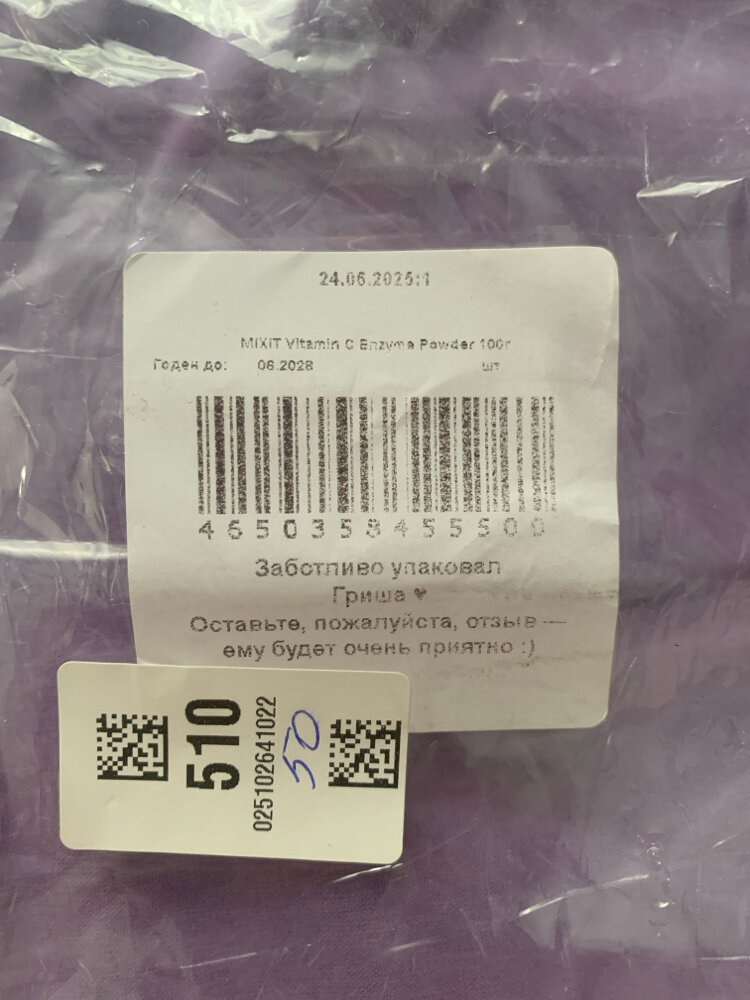 24.06.2025:1
MIXIT Vitamin C Enzyme Powder 100г
Годен до: 06.2028 шт
4650358455500
Заботливо упаковал
Гриша ♥
Оставьте, пожалуйста, отзыв —
ему будет очень приятно :)
510
025102641022
50